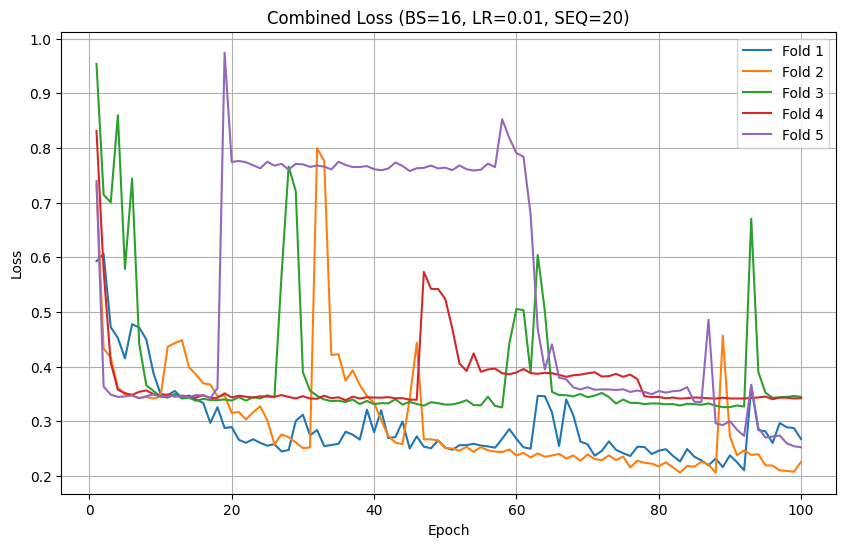 Combined Loss (BS=16, LR=0.01, SEQ=20)
1.0
0.9
0.8
0.7
0.6
0.5
0.4
0.3
0.2
Loss
Fold 1
Fold 2
Fold 3
Fold 4
Fold 5
0 20 40 60 80 100
Epoch